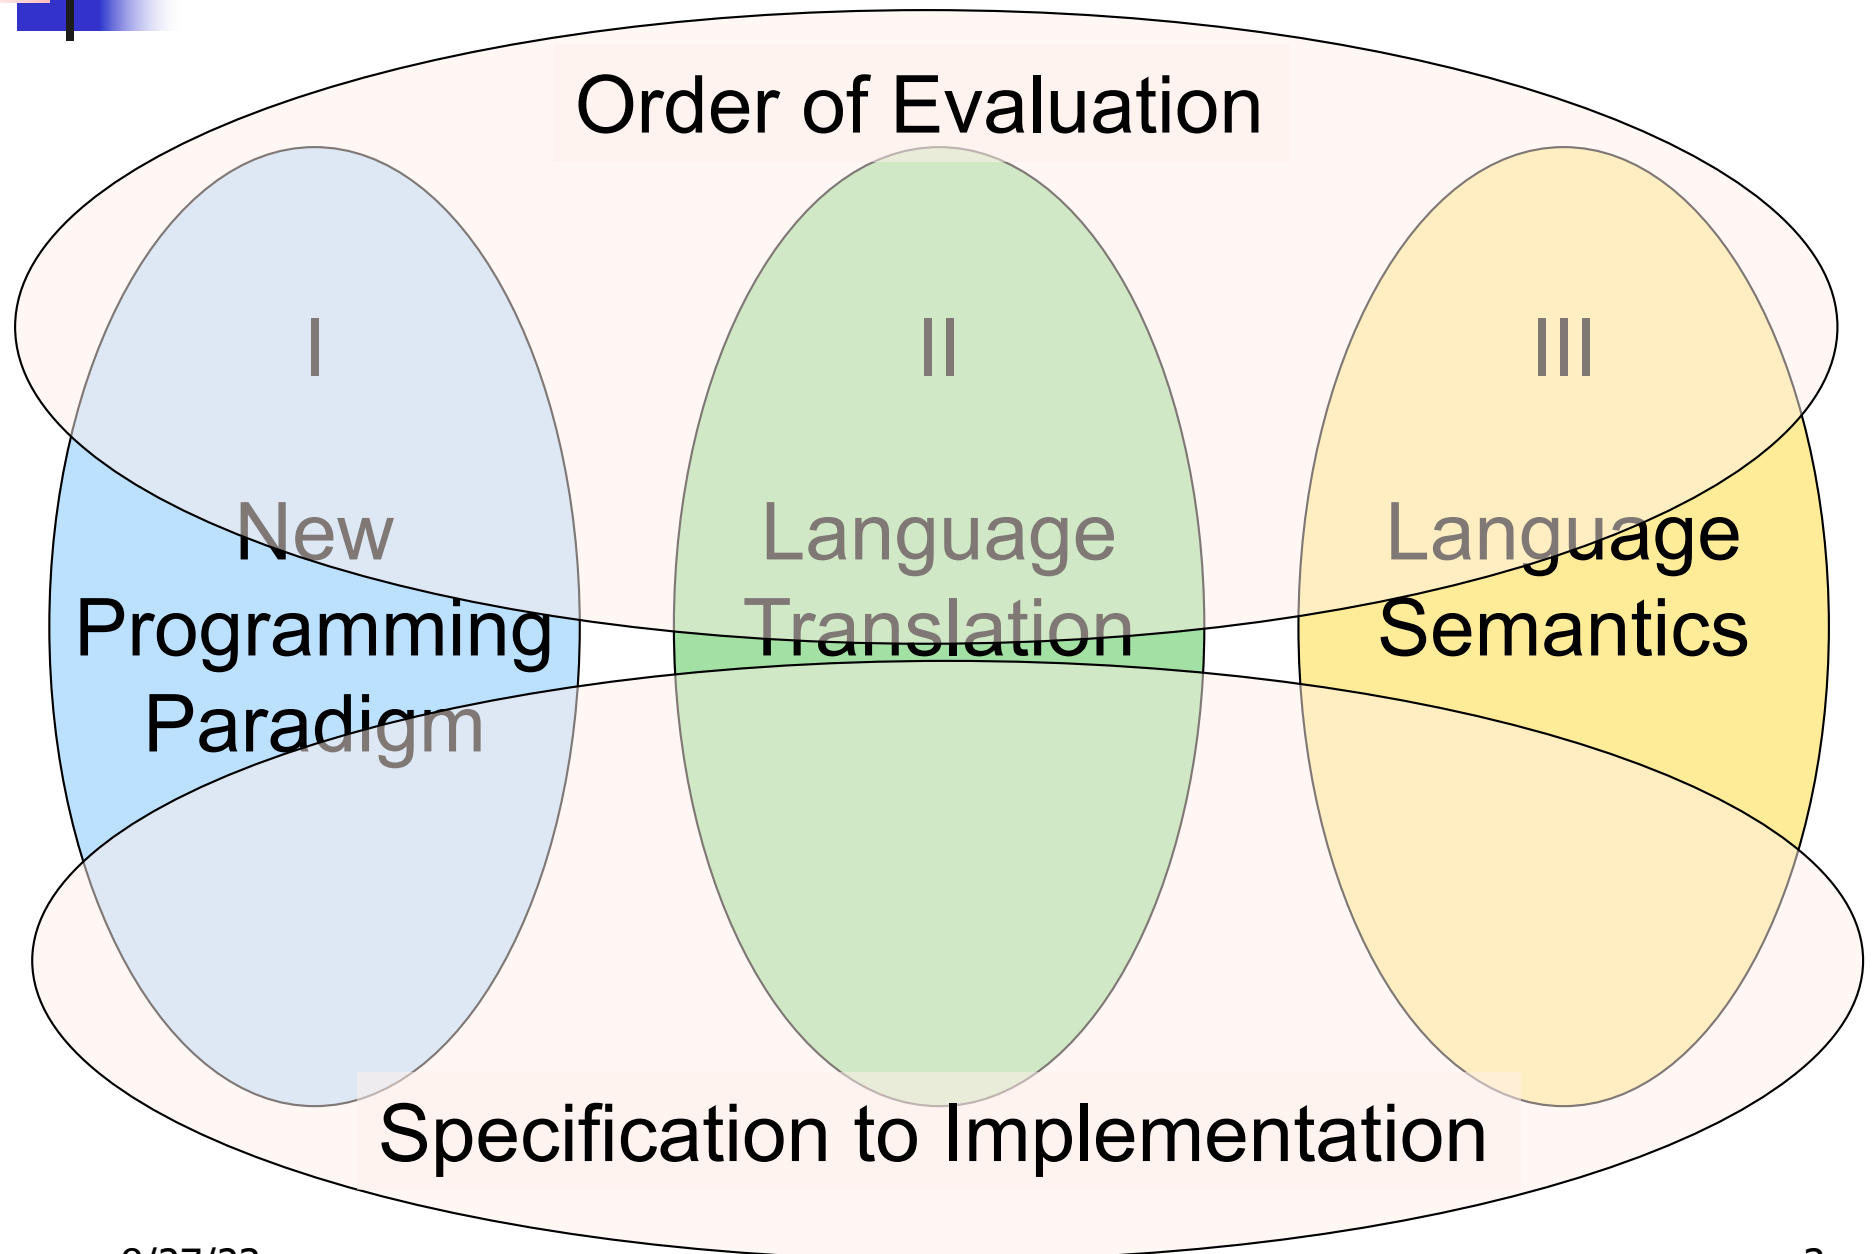 Order of Evaluation
I
New
Programming
Paradigm
II
Language
Translation
III
Language
Semantics
Specification to Implementation